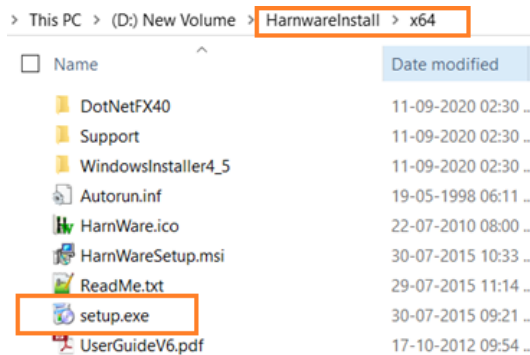 > This PC > (D:) New Volume > HarnwareInstall > x64
Name Date modified
DotNetFX40 11-09-2020 02:30 ..
Support 11-09-2020 02:30 ..
WindowsInstaller4_5 11-09-2020 02:30 ..
Autorun.inf 19-05-1998 06:11 ..
HarnWare.ico 22-07-2010 08:00 ..
HarnWareSetup.msi 30-07-2015 10:33 ..
ReadMe.txt 29-07-2015 11:14 ..
setup.exe 30-07-2015 09:21 ..
UserGuideV6.pdf 17-10-2012 09:54 ..